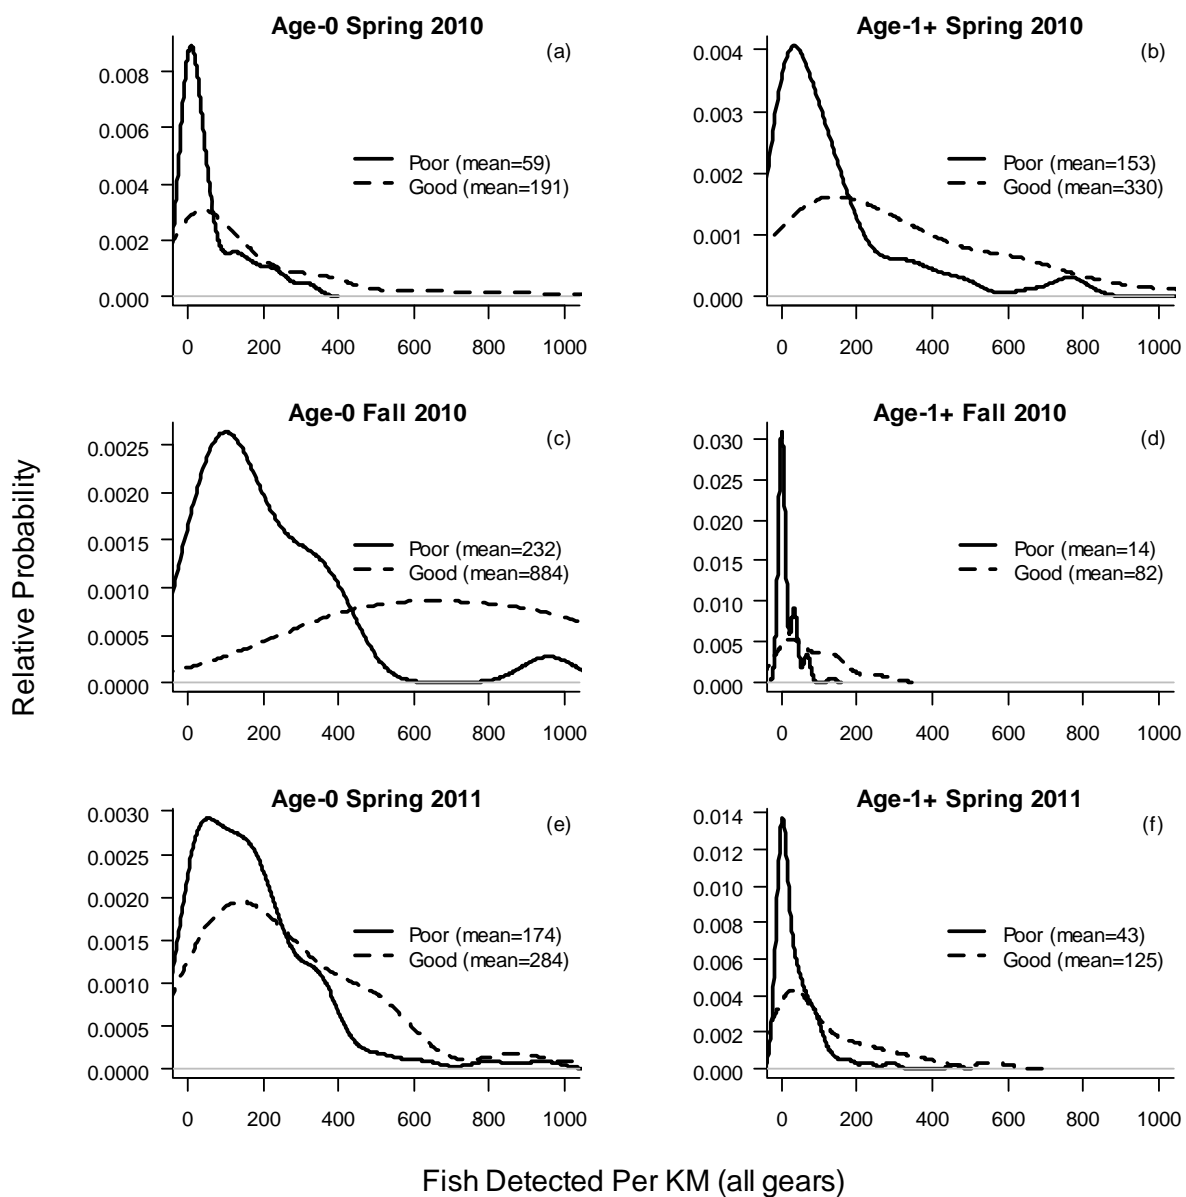 Age-0 Spring 2010
(a)
0.008
0.006
0.004
0.002
0.000
Poor (mean=59)
Good (mean=191)
0 200 400 600 800 1000
Age-1+ Spring 2010
(b)
0.004
0.003
0.002
0.001
0.000
Poor (mean=153)
Good (mean=330)
0 200 400 600 800 1000
Relative Probability
Age-0 Fall 2010
(c)
0.0025
0.0020
0.0015
0.0010
0.0005
0.0000
Poor (mean=232)
Good (mean=884)
0 200 400 600 800 1000
Age-1+ Fall 2010
(d)
0.030
0.025
0.020
0.015
0.010
0.005
0.000
Poor (mean=14)
Good (mean=82)
0 200 400 600 800 1000
Age-0 Spring 2011
(e)
0.0030
0.0025
0.0020
0.0015
0.0010
0.0005
0.0000
Poor (mean=174)
Good (mean=284)
0 200 400 600 800 1000
Age-1+ Spring 2011
(f)
0.014
0.012
0.010
0.008
0.006
0.004
0.002
0.000
Poor (mean=43)
Good (mean=125)
0 200 400 600 800 1000
Fish Detected Per KM (all gears)